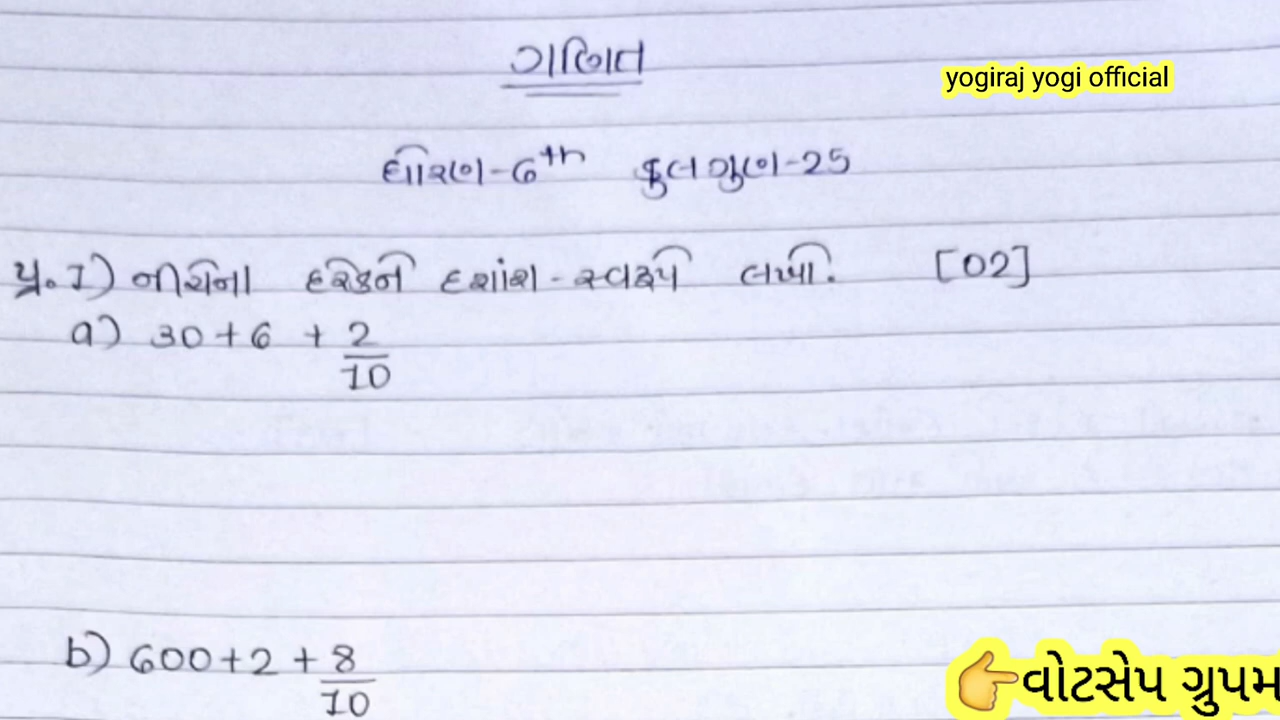 ગણિત
yogiraj yogi official
ધોરણ-6th કુલગુણ-25
પ્ર.1) નીચેના દરેકને દશાંશ-સ્વરૂપે લખો. [02]
a) 30+6 + 2/10
b) 600+2+8/10
👉વોટસેપ ગ્રુપમ